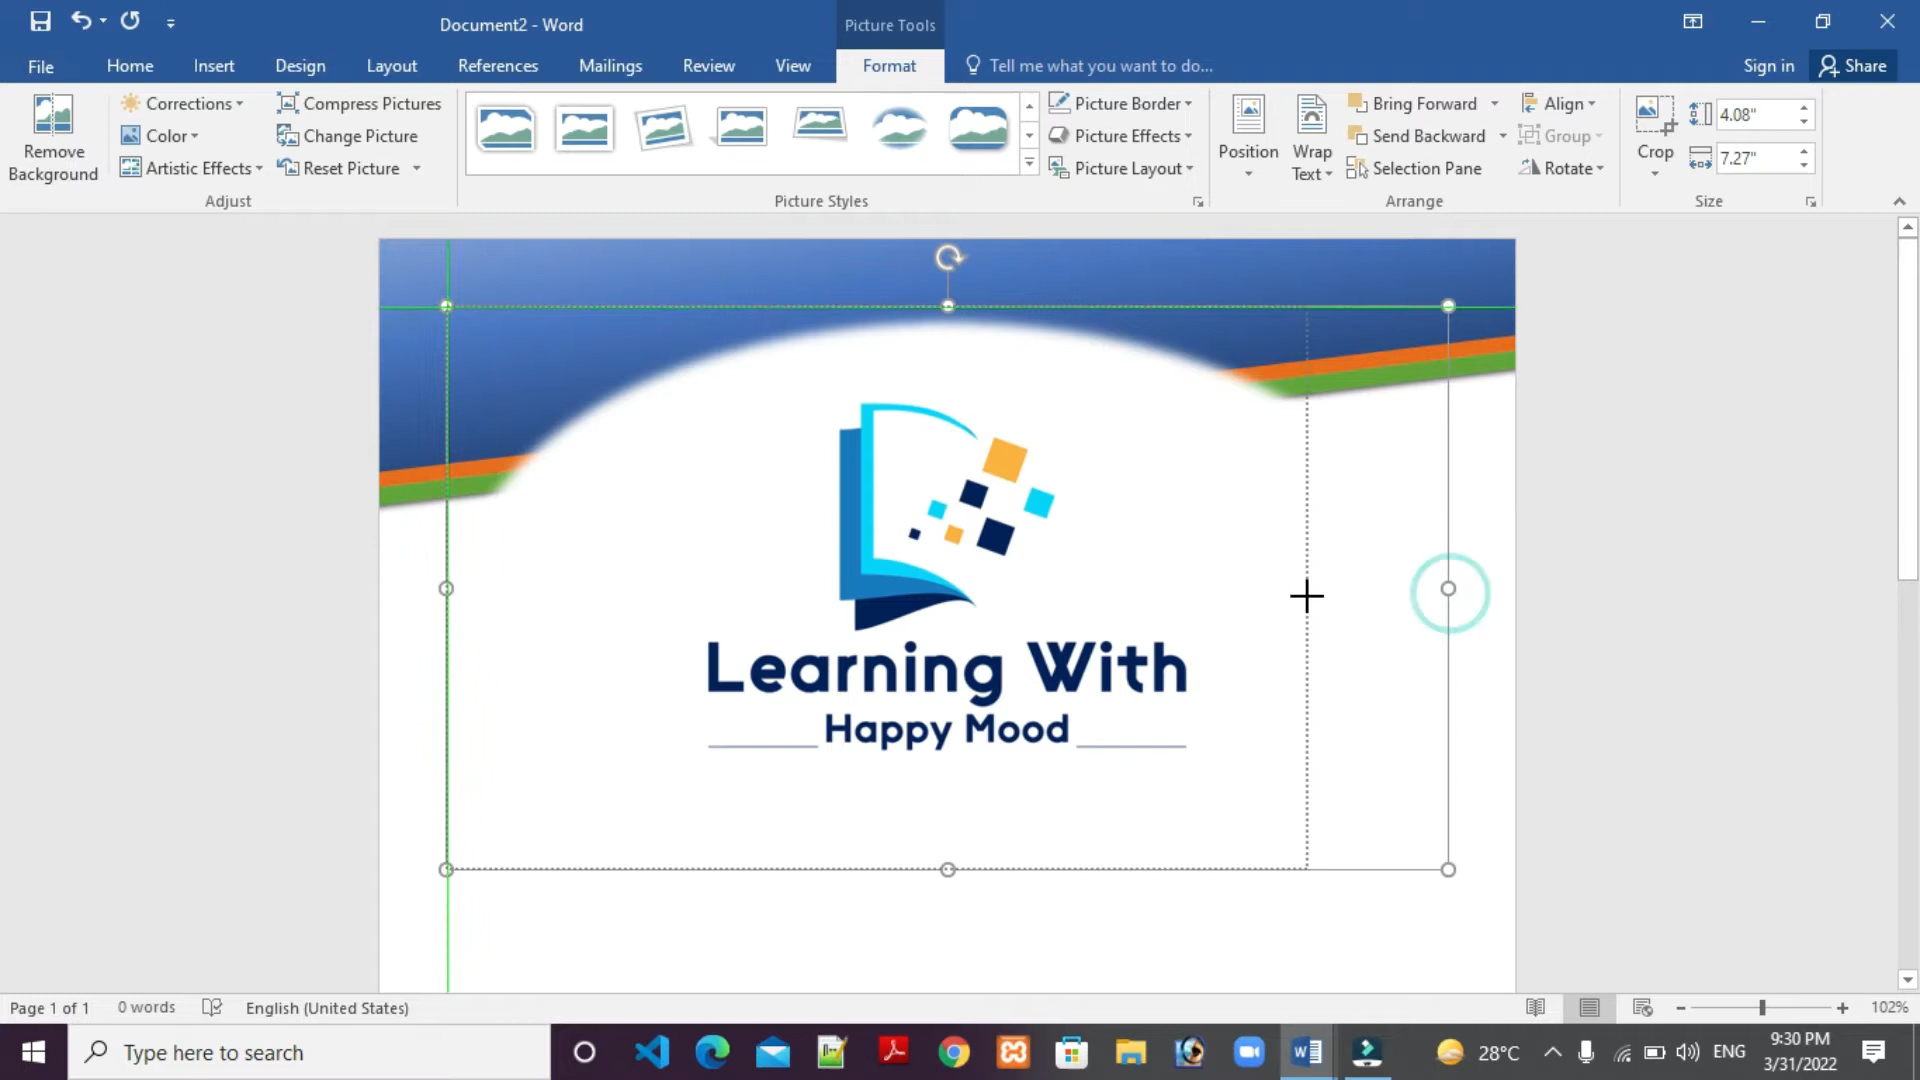 Document2 - Word
Picture Tools
File
Home
Insert
Design
Layout
References
Mailings
Review
View
Format
Tell me what you want to do...
Sign in
Share
Remove
Background
Corrections
Color
Artistic Effects
Compress Pictures
Change Picture
Reset Picture
Adjust
Picture Styles
Picture Border
Picture Effects
Picture Layout
Position
Wrap
Text
Bring Forward
Send Backward
Selection Pane
Align
Group
Rotate
Arrange
Crop
4.08"
7.27"
Size
Learning With
Happy Mood
Page 1 of 1
0 words
English (United States)
102%
Type here to search
28°C
ENG
9:30 PM
3/31/2022